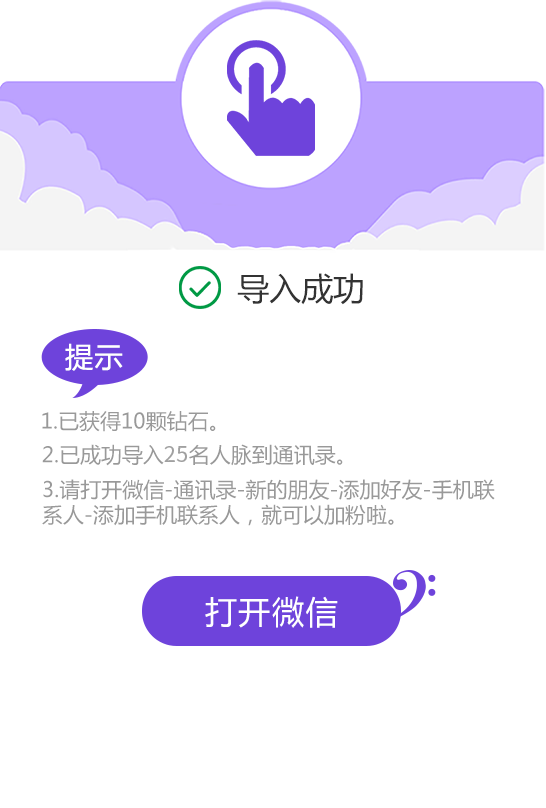 导入成功
提示
1.已获得10颗钻石。
2.已成功导入25名人脉到通讯录。
3.请打开微信-通讯录-新的朋友-添加好友-手机联
系人-添加手机联系人，就可以加粉啦。
打开微信